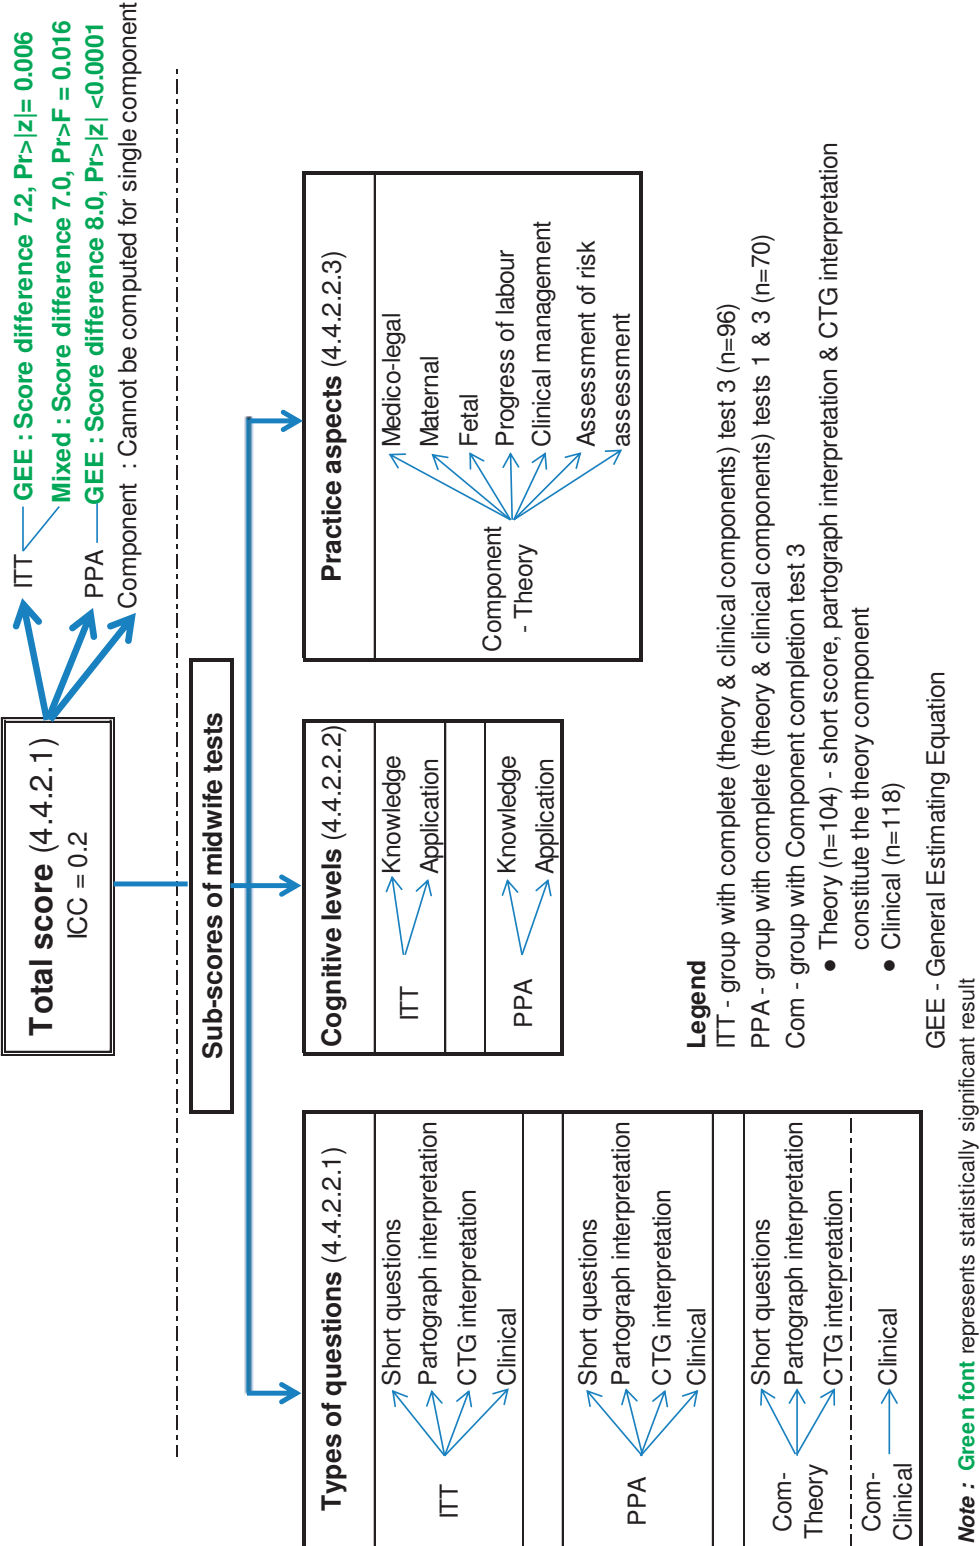 Total score (4.4.2.1)
ICC = 0.2
ITT
GEE : Score difference 7.2, Pr>|z|= 0.006
Mixed : Score difference 7.0, Pr>F = 0.016
PPA
GEE : Score difference 8.0, Pr>|z| <0.0001
Component : Cannot be computed for single component
Sub-scores of midwife tests
Types of questions (4.4.2.2.1)
ITT
Short questions
Partograph interpretation
CTG interpretation
Clinical
PPA
Short questions
Partograph interpretation
CTG interpretation
Clinical
Com-
Theory
Short questions
Partograph interpretation
CTG interpretation
Com-
Clinical
Clinical
Cognitive levels (4.4.2.2.2)
ITT
Knowledge
Application
PPA
Knowledge
Application
Practice aspects (4.4.2.2.3)
Component
- Theory
Medico-legal
Maternal
Fetal
Progress of labour
Clinical management
Assessment of risk
assessment
Legend
ITT - group with complete (theory & clinical components) test 3 (n=96)
PPA - group with complete (theory & clinical components) tests 1 & 3 (n=70)
Com - group with Component completion test 3
● Theory (n=104) - short score, partograph interpretation & CTG interpretation
constitute the theory component
● Clinical (n=118)
GEE - General Estimating Equation
Note : Green font represents statistically significant result